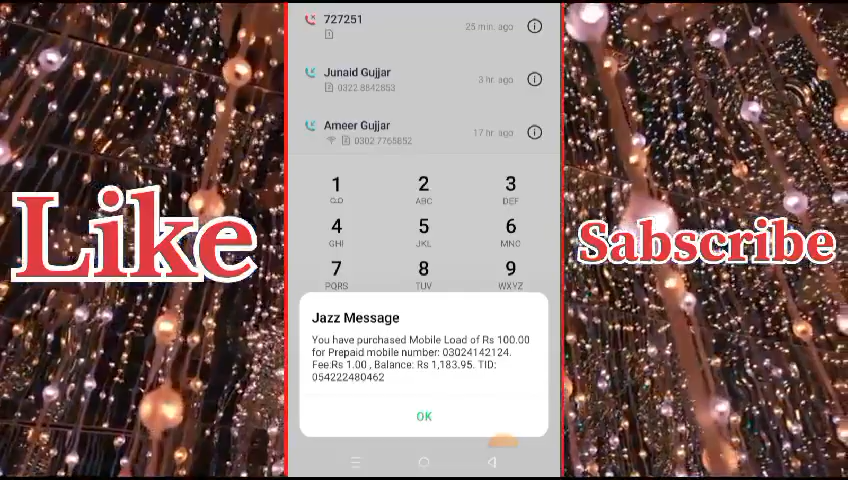 727251
25 min. ago
Junaid Gujjar
0322 8842853
3 hr. ago
Ameer Gujjar
0302 7765852
17 hr. ago
1 2 3
ABC DEF
4 5 6
GHI JKL MNO
7 8 9
PQRS TUV WXYZ
Like
Sabscribe
Jazz Message
You have purchased Mobile Load of Rs 100.00
for Prepaid mobile number: 03024142124.
Fee:Rs 1.00 , Balance: Rs 1,183.95. TID:
054222480462
OK